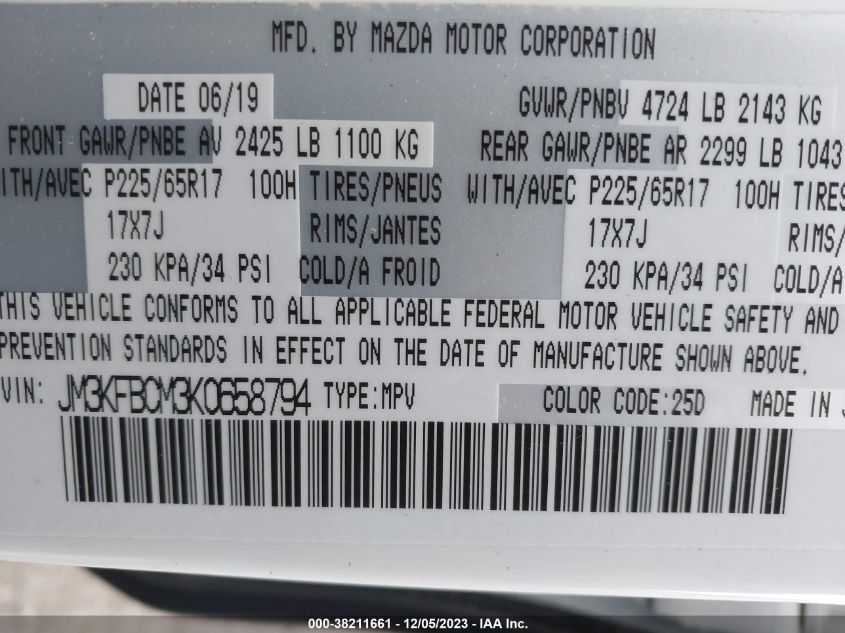 MFD. BY MAZDA MOTOR CORPORATION
DATE 06/19 GVWR/PNBV 4724 LB 2143 KG
FRONT GAWR/PNBE AV 2425 LB 1100 KG REAR GAWR/PNBE AR 2299 LB 1043
WITH/AVEC P225/65R17 100H TIRES/PNEUS WITH/AVEC P225/65R17 100H TIRES
17X7J RIMS/JANTES 17X7J RIMS/
230 KPA/34 PSI COLD/A FROID 230 KPA/34 PSI COLD/A
THIS VEHICLE CONFORMS TO ALL APPLICABLE FEDERAL MOTOR VEHICLE SAFETY AND
PREVENTION STANDARDS IN EFFECT ON THE DATE OF MANUFACTURE SHOWN ABOVE.
VIN: JM3KFBCM3K0658794 TYPE:MPV COLOR CODE:25D MADE IN J
000-38211661 - 12/05/2023 - IAA Inc.